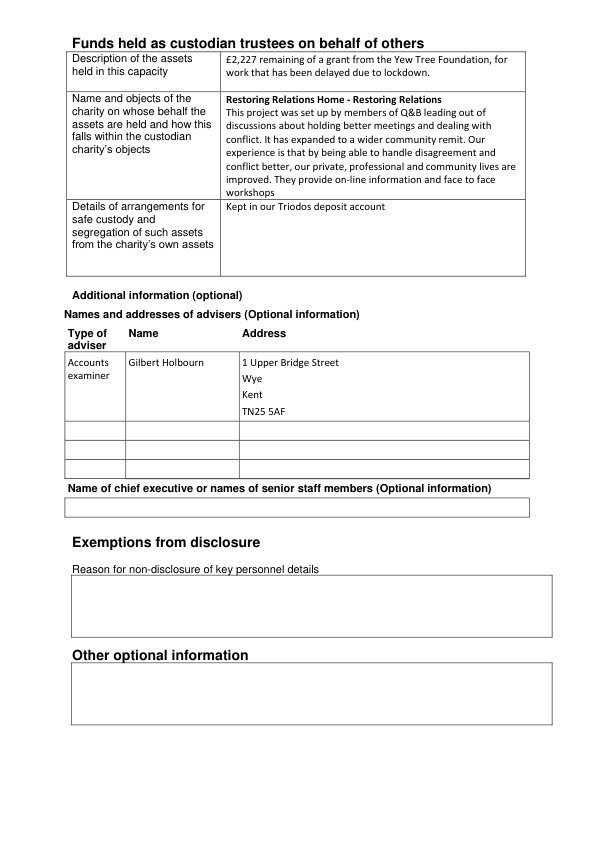 Funds held as custodian trustees on behalf of others
Description of the assets
held in this capacity
£2,227 remaining of a grant from the Yew Tree Foundation, for
work that has been delayed due to lockdown.
Name and objects of the
charity on whose behalf the
assets are held and how this
falls within the custodian
charity's objects
Restoring Relations Home - Restoring Relations
This project was set up by members of Q&B leading out of
discussions about holding better meetings and dealing with
conflict. It has expanded to a wider community remit. Our
experience is that by being able to handle disagreement and
conflict better, our private, professional and community lives are
improved. They provide on-line information and face to face
workshops
Details of arrangements for
safe custody and
segregation of such assets
from the charity's own assets
Kept in our Triodos deposit account
Additional information (optional)
Names and addresses of advisers (Optional information)
Type of
adviser
Name
Address
Accounts
examiner
Gilbert Holbourn
1 Upper Bridge Street
Wye
Kent
TN25 5AF
Name of chief executive or names of senior staff members (Optional information)
Exemptions from disclosure
Reason for non-disclosure of key personnel details
Other optional information